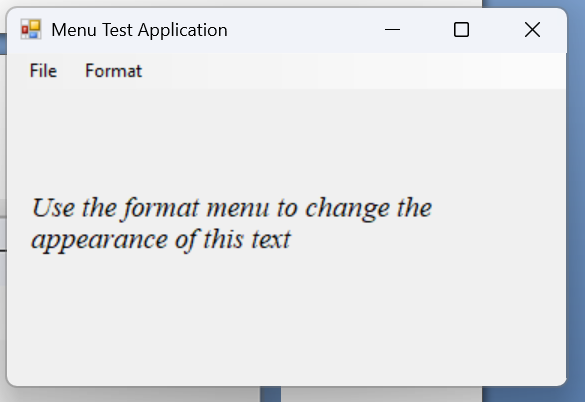 Menu Test Application
File Format
Use the format menu to change the
appearance of this text